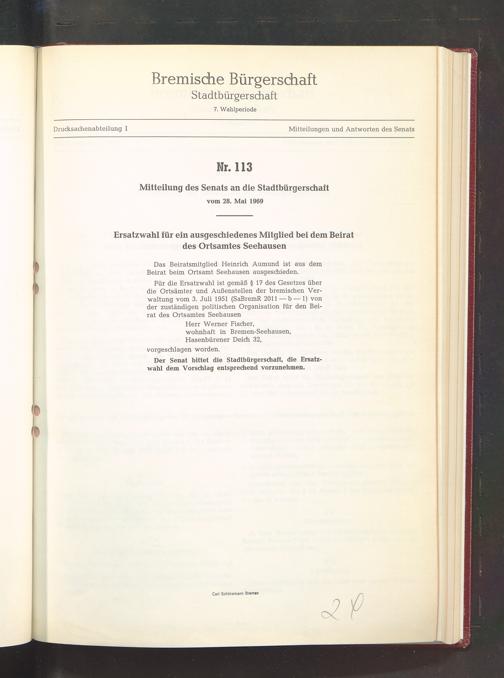 Bremische Bürgerschaft
Stadtbürgerschaft
7. Wahlperiode
Drucksachenabteilung I
Mitteilungen und Antworten des Senats
Nr. 113
Mitteilung des Senats an die Stadtbürgerschaft
vom 28. Mai 1969
Ersatzwahl für ein ausgeschiedenes Mitglied bei dem Beirat
des Ortsamtes Seehausen
Das Beiratsmitglied Heinrich Aumund ist aus dem
Beirat beim Ortsamt Seehausen ausgeschieden.
Für die Ersatzwahl ist gemäß § 17 des Gesetzes über
die Ortsämter und Außenstellen der bremischen Ver-
waltung vom 3. Juli 1951 (SaBremR 2011 — b — 1) von
der zuständigen politischen Organisation für den Bei-
rat des Ortsamtes Seehausen
Herr Werner Fischer,
wohnhaft in Bremen-Seehausen,
Hasenbürener Deich 32,
vorgeschlagen worden.
Der Senat bittet die Stadtbürgerschaft, die Ersatz-
wahl dem Vorschlag entsprechend vorzunehmen.
Carl Schünemann Bremen